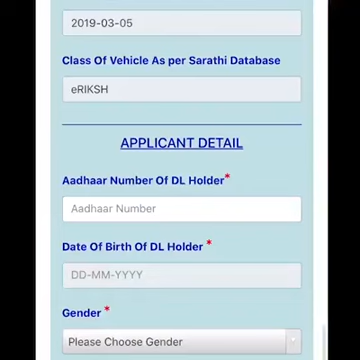 2019-03-05
Class Of Vehicle As per Sarathi Database
eRIKSH
APPLICANT DETAIL
Aadhaar Number Of DL Holder*
Aadhaar Number
Date Of Birth Of DL Holder *
DD-MM-YYYY
Gender *
Please Choose Gender